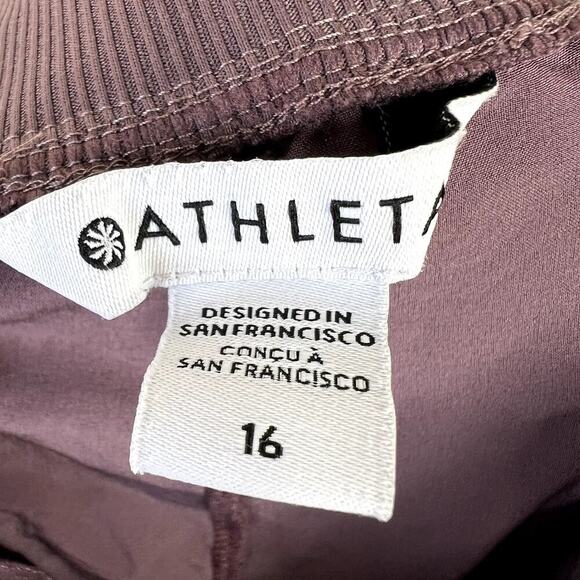 ATHLETA
DESIGNED IN
SAN FRANCISCO
CONÇU À
SAN FRANCISCO
16